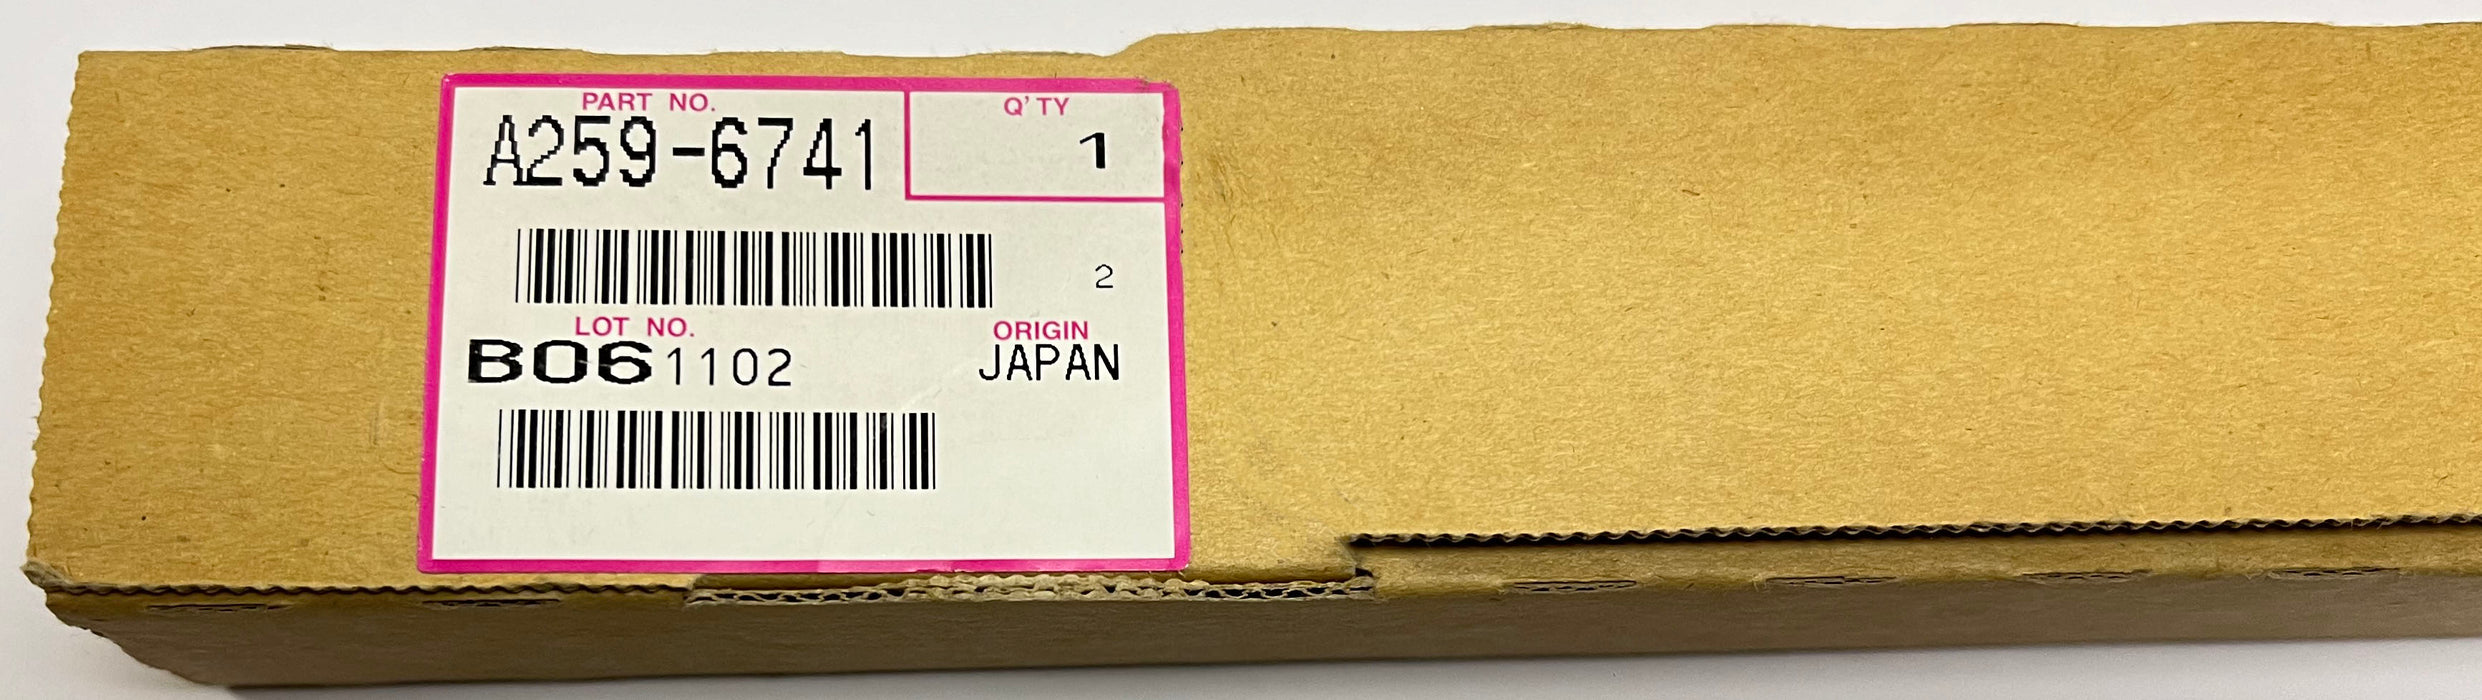 PART NO.
Q'TY
A259-6741
1
2
LOT NO.
ORIGIN
B061102
JAPAN